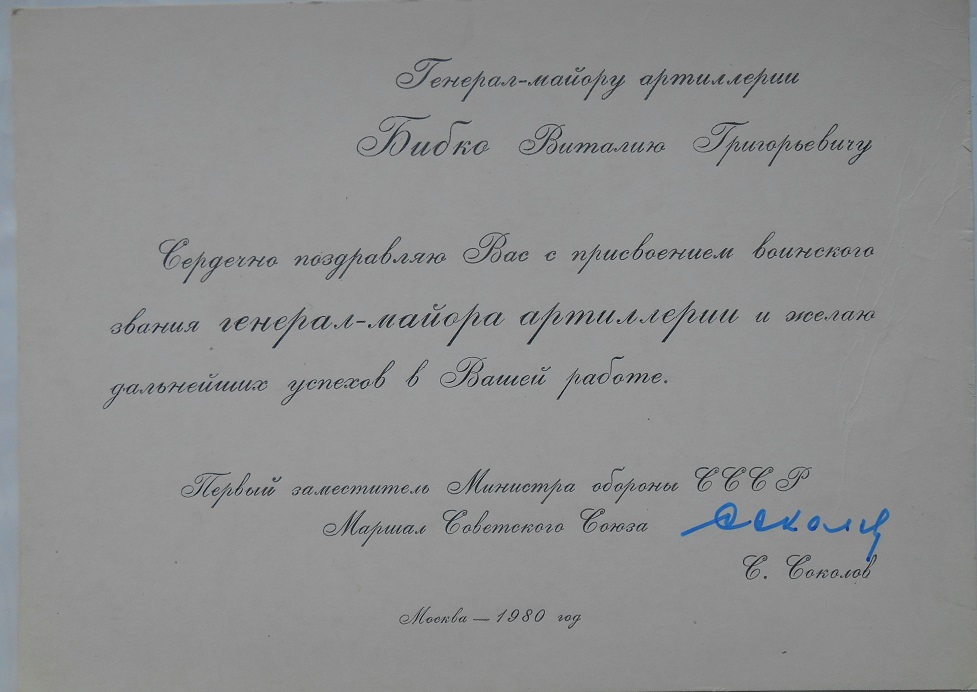 Генерал-майору артиллерии
Бибко Виталию Григорьевичу
Сердечно поздравляю Вас с присвоением воинского
звания генерал-майора артиллерии и желаю
дальнейших успехов в Вашей работе.
Первый заместитель Министра обороны СССР
Маршал Советского Союза
С. Соколов
Москва — 1980 год